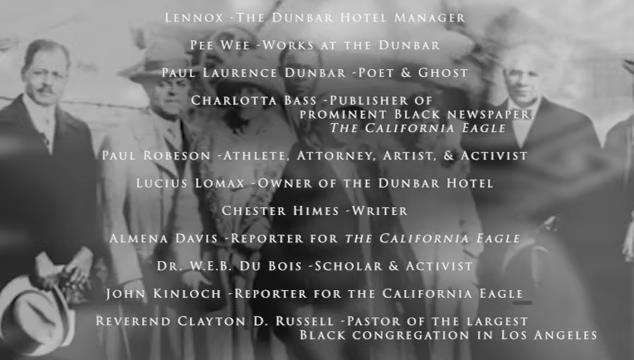 Lennox -The Dunbar Hotel Manager
Pee Wee -Works at the Dunbar
Paul Laurence Dunbar -Poet & Ghost
Charlotta Bass -Publisher of
prominent Black newspaper
The California Eagle
Paul Robeson -Athlete, Attorney, Artist, & Activist
Lucius Lomax -Owner of the Dunbar Hotel
Chester Himes -Writer
Almena Davis -Reporter for the California Eagle
Dr. W.E.B. Du Bois -Scholar & Activist
John Kinloch -Reporter for the California Eagle
Reverend Clayton D. Russell -Pastor of the largest
Black congregation in Los Angeles